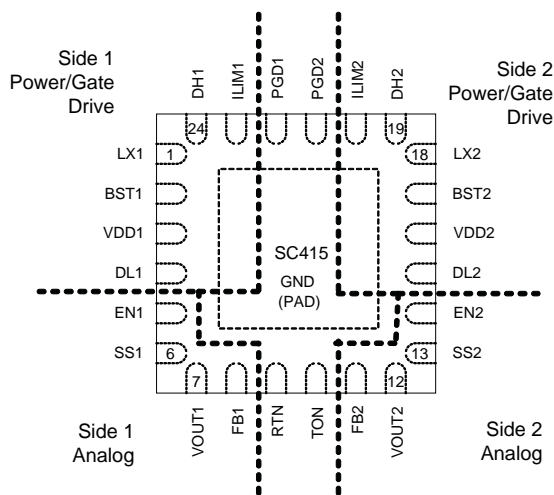 Side 1
Power/Gate
Drive
Side 2
Power/Gate
Drive
DH1
ILIM1
PGD1
PGD2
ILIM2
DH2
24
19
LX1
1
18
LX2
BST1
BST2
VDD1
VDD2
SC415
GND
(PAD)
DL1
DL2
EN1
EN2
SS1
6
13
SS2
7
12
VOUT1
FB1
RTN
TON
FB2
VOUT2
Side 1
Analog
Side 2
Analog